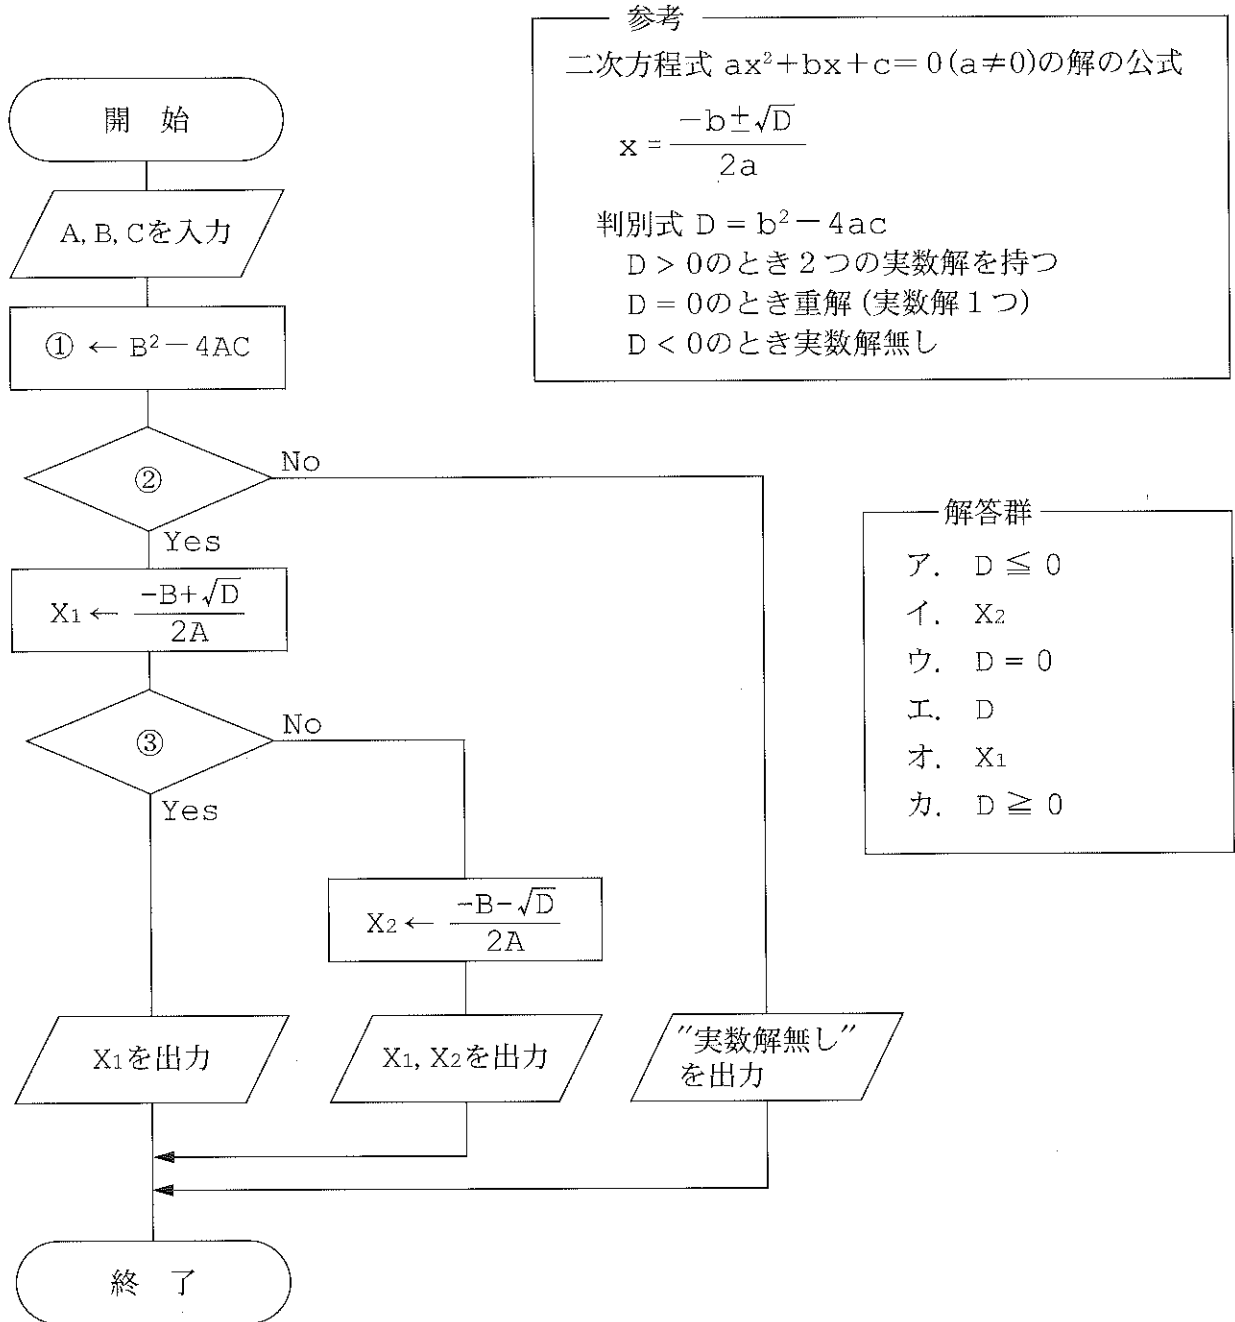 参考
二次方程式 ax²+bx+c=0(a≠0)の解の公式
x = (-b±√D)/2a
判別式 D = b²-4ac
D > 0のとき2つの実数解を持つ
D = 0のとき重解(実数解1つ)
D < 0のとき実数解無し
開 始
A, B, Cを入力
① ← B²-4AC
②
No
Yes
X₁ ← (-B+√D)/2A
③
No
Yes
X₂ ← (-B-√D)/2A
X₁を出力
X₁, X₂を出力
"実数解無し"
を出力
終 了
解答群
ア. D ≦ 0
イ. X₂
ウ. D = 0
エ. D
オ. X₁
カ. D ≧ 0